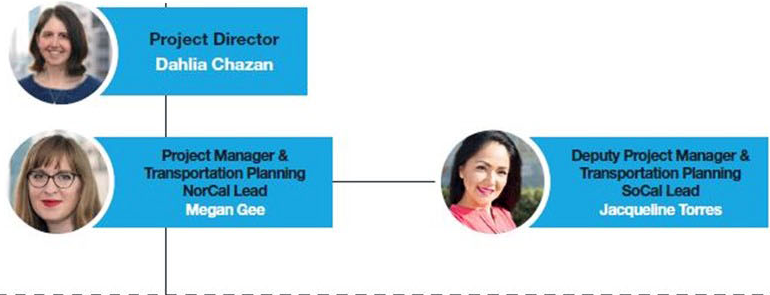 Project Director
Dahlia Chazan
Project Manager &
Transportation Planning
NorCal Lead
Megan Gee
Deputy Project Manager &
Transportation Planning
SoCal Lead
Jacqueline Torres